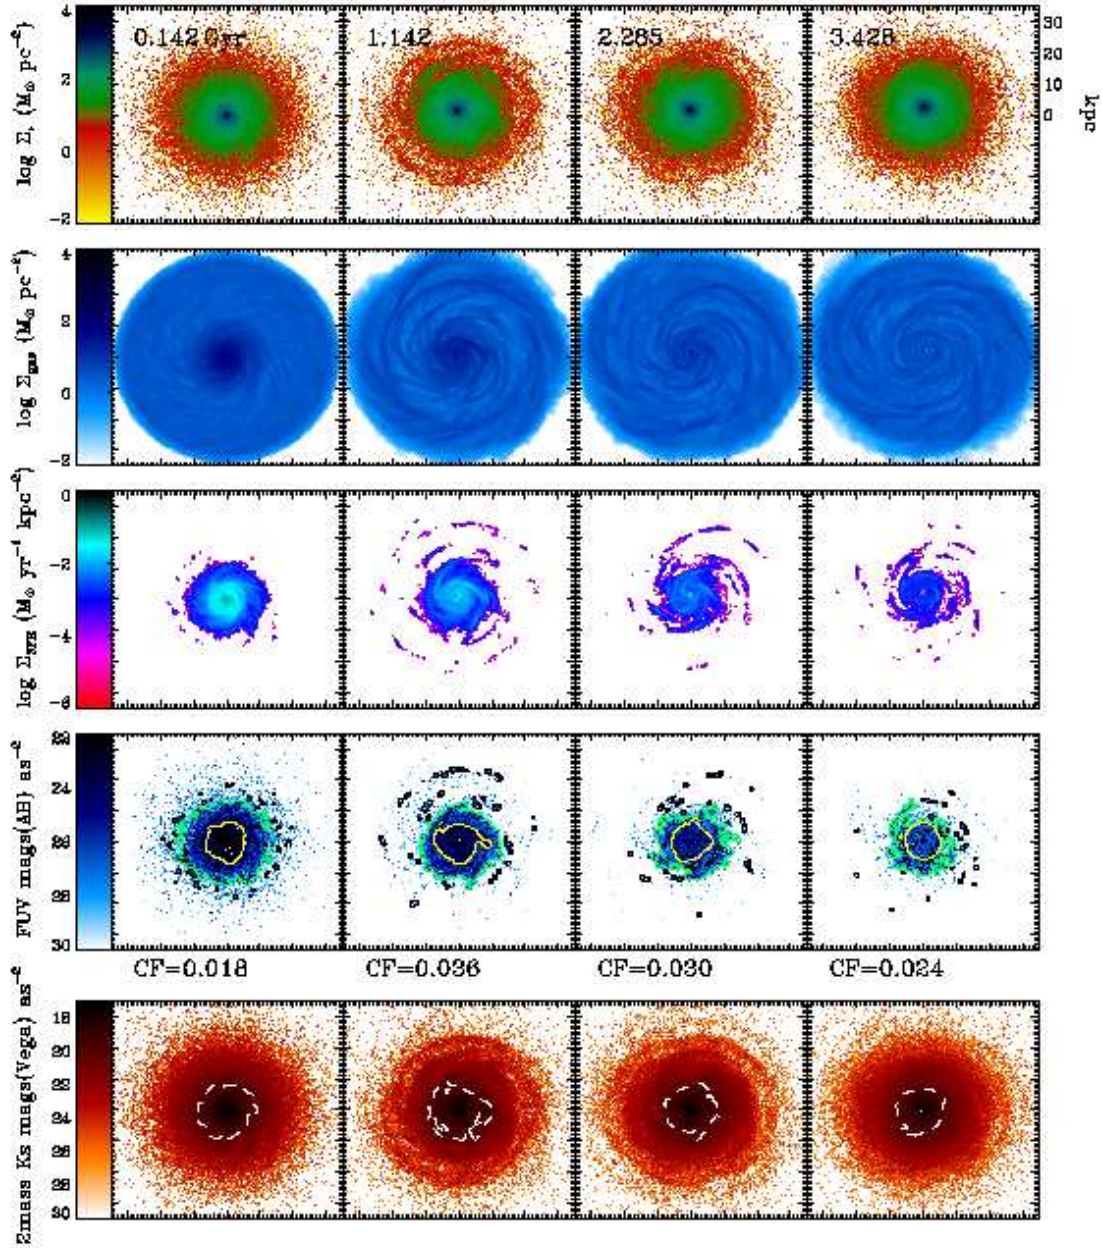 log Σ* (M⊙ pc⁻²)
4
2
0
−2
0.142 Gyr
1.142
2.285
3.428
30
20
10
0
kpc
log Σgas (M⊙ pc⁻²)
4
2
0
−2
log ΣSFR (M⊙ yr⁻¹ kpc⁻²)
0
−2
−4
−6
FUV mags(AB) as⁻²
22
24
26
28
30
CF=0.018
CF=0.036
CF=0.030
CF=0.024
2mass Ks mags(Vega) as⁻²
18
20
22
24
26
28
30